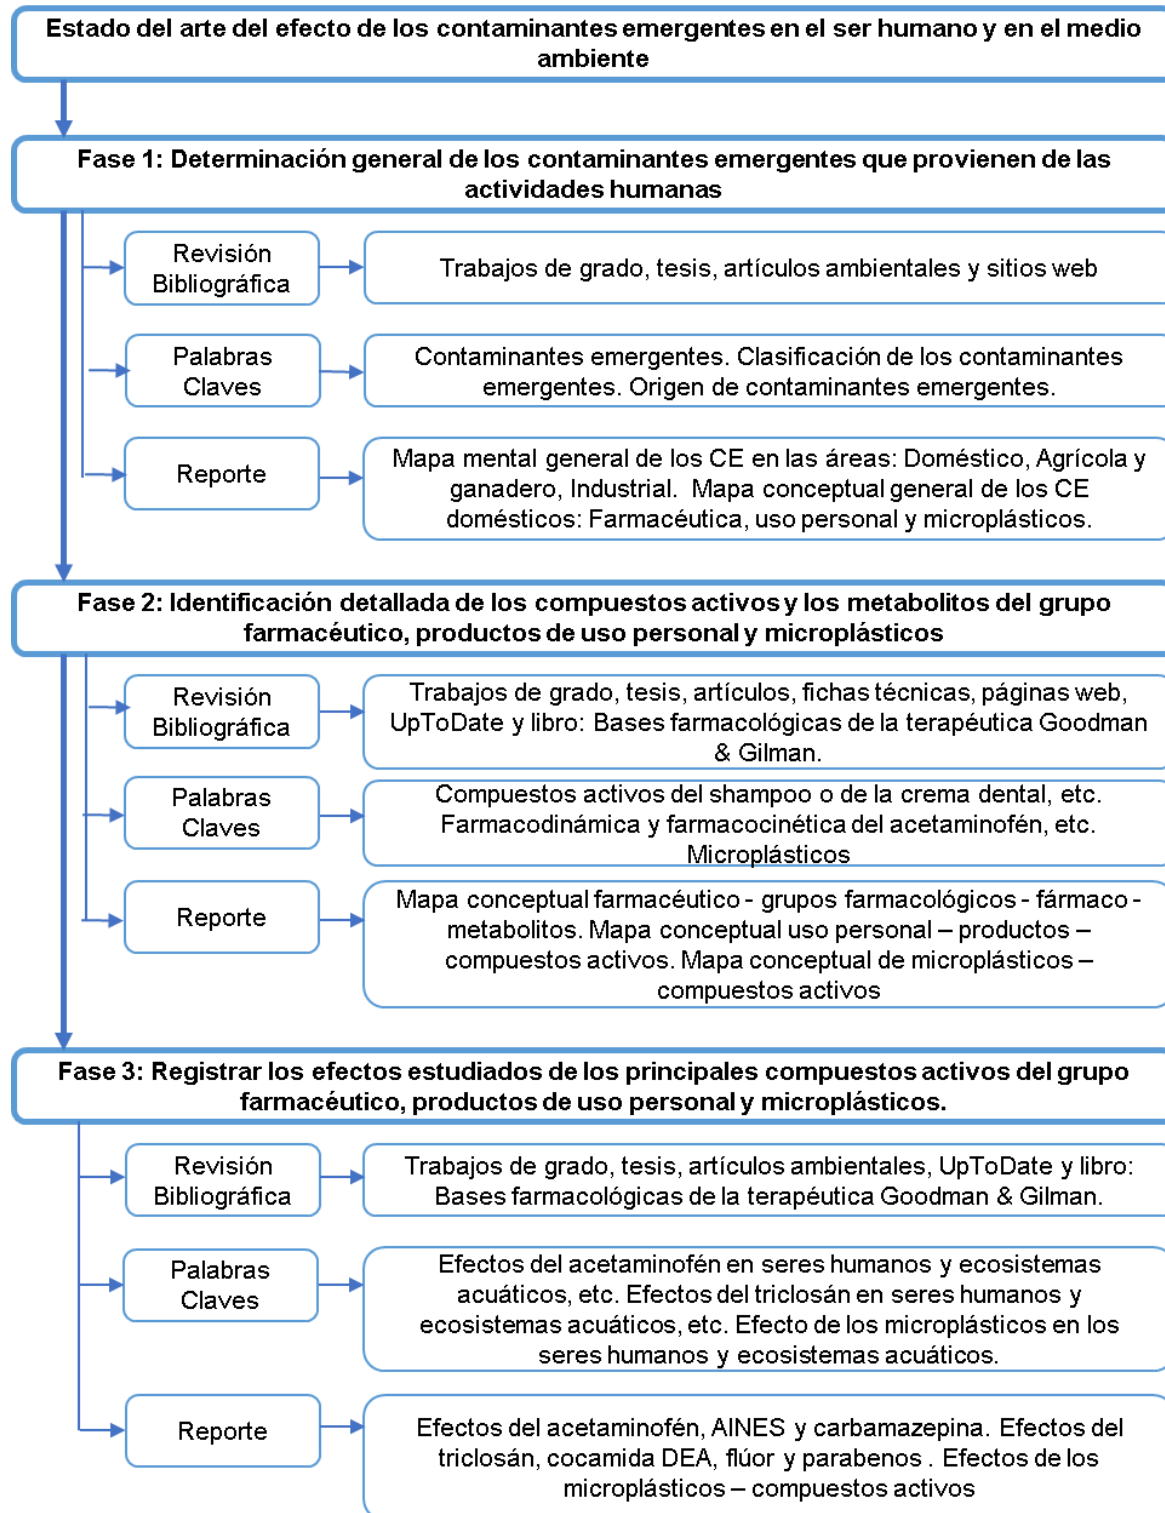 Estado del arte del efecto de los contaminantes emergentes en el ser humano y en el medio
ambiente
Fase 1: Determinación general de los contaminantes emergentes que provienen de las
actividades humanas
Revisión
Bibliográfica
Trabajos de grado, tesis, artículos ambientales y sitios web
Palabras
Claves
Contaminantes emergentes. Clasificación de los contaminantes
emergentes. Origen de contaminantes emergentes.
Reporte
Mapa mental general de los CE en las áreas: Doméstico, Agrícola y
ganadero, Industrial.  Mapa conceptual general de los CE
domésticos: Farmacéutica, uso personal y microplásticos.
Fase 2: Identificación detallada de los compuestos activos y los metabolitos del grupo
farmacéutico, productos de uso personal y microplásticos
Revisión
Bibliográfica
Trabajos de grado, tesis, artículos, fichas técnicas, páginas web,
UpToDate y libro: Bases farmacológicas de la terapéutica Goodman
& Gilman.
Palabras
Claves
Compuestos activos del shampoo o de la crema dental, etc.
Farmacodinámica y farmacocinética del acetaminofén, etc.
Microplásticos
Reporte
Mapa conceptual farmacéutico - grupos farmacológicos - fármaco -
metabolitos. Mapa conceptual uso personal – productos –
compuestos activos. Mapa conceptual de microplásticos –
compuestos activos
Fase 3: Registrar los efectos estudiados de los principales compuestos activos del grupo
farmacéutico, productos de uso personal y microplásticos.
Revisión
Bibliográfica
Trabajos de grado, tesis, artículos ambientales, UpToDate y libro:
Bases farmacológicas de la terapéutica Goodman & Gilman.
Palabras
Claves
Efectos del acetaminofén en seres humanos y ecosistemas
acuáticos, etc. Efectos del triclosán en seres humanos y
ecosistemas acuáticos, etc. Efecto de los microplásticos en los
seres humanos y ecosistemas acuáticos.
Reporte
Efectos del acetaminofén, AINES y carbamazepina. Efectos del
triclosán, cocamida DEA, flúor y parabenos . Efectos de los
microplásticos – compuestos activos